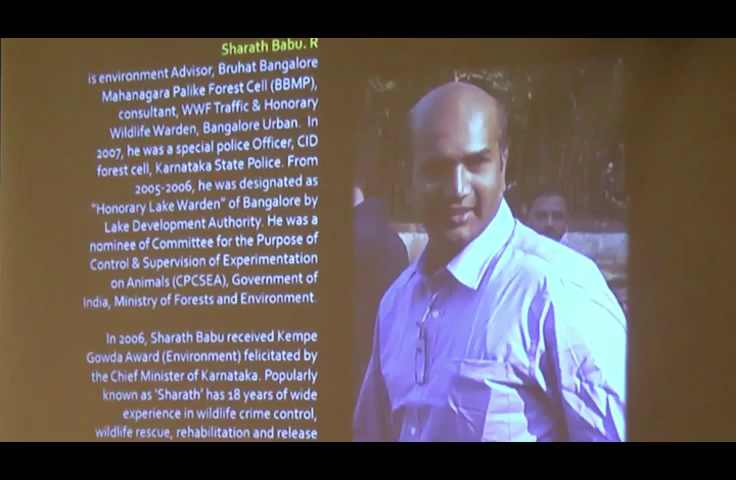 Sharath Babu. R
is environment Advisor, Bruhat Bangalore
Mahanagara Palike Forest Cell (BBMP),
consultant, WWF Traffic & Honorary
Wildlife Warden, Bangalore Urban. In
2007, he was a special police Officer, CID
forest cell, Karnataka State Police. From
2005-2006, he was designated as
"Honorary Lake Warden" of Bangalore by
Lake Development Authority. He was a
nominee of Committee for the Purpose of
Control & Supervision of Experimentation
on Animals (CPCSEA), Government of
India, Ministry of Forests and Environment.
In 2006, Sharath Babu received Kempe
Gowda Award (Environment) felicitated by
the Chief Minister of Karnataka. Popularly
known as 'Sharath' has 18 years of wide
experience in wildlife crime control,
wildlife rescue, rehabilitation and release